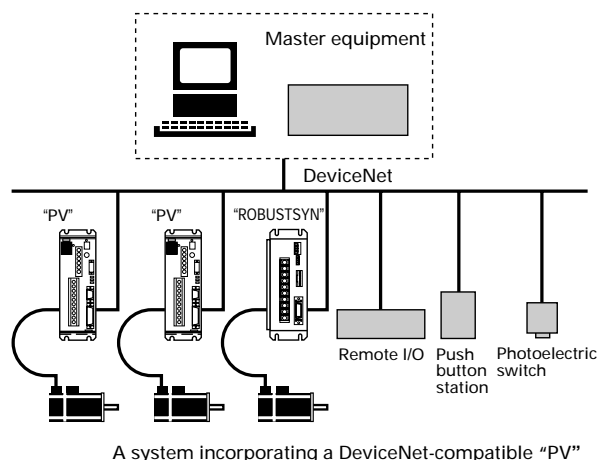 Master equipment
DeviceNet
“PV”
“PV”
“ROBUSTSYN”
Remote I/O
Push
button
station
Photoelectric
switch
A system incorporating a DeviceNet-compatible “PV”